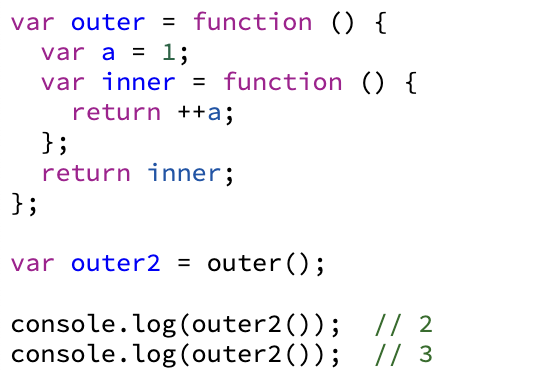 var outer = function () {
  var a = 1;
  var inner = function () {
    return ++a;
  };
  return inner;
};

var outer2 = outer();

console.log(outer2());  // 2
console.log(outer2());  // 3